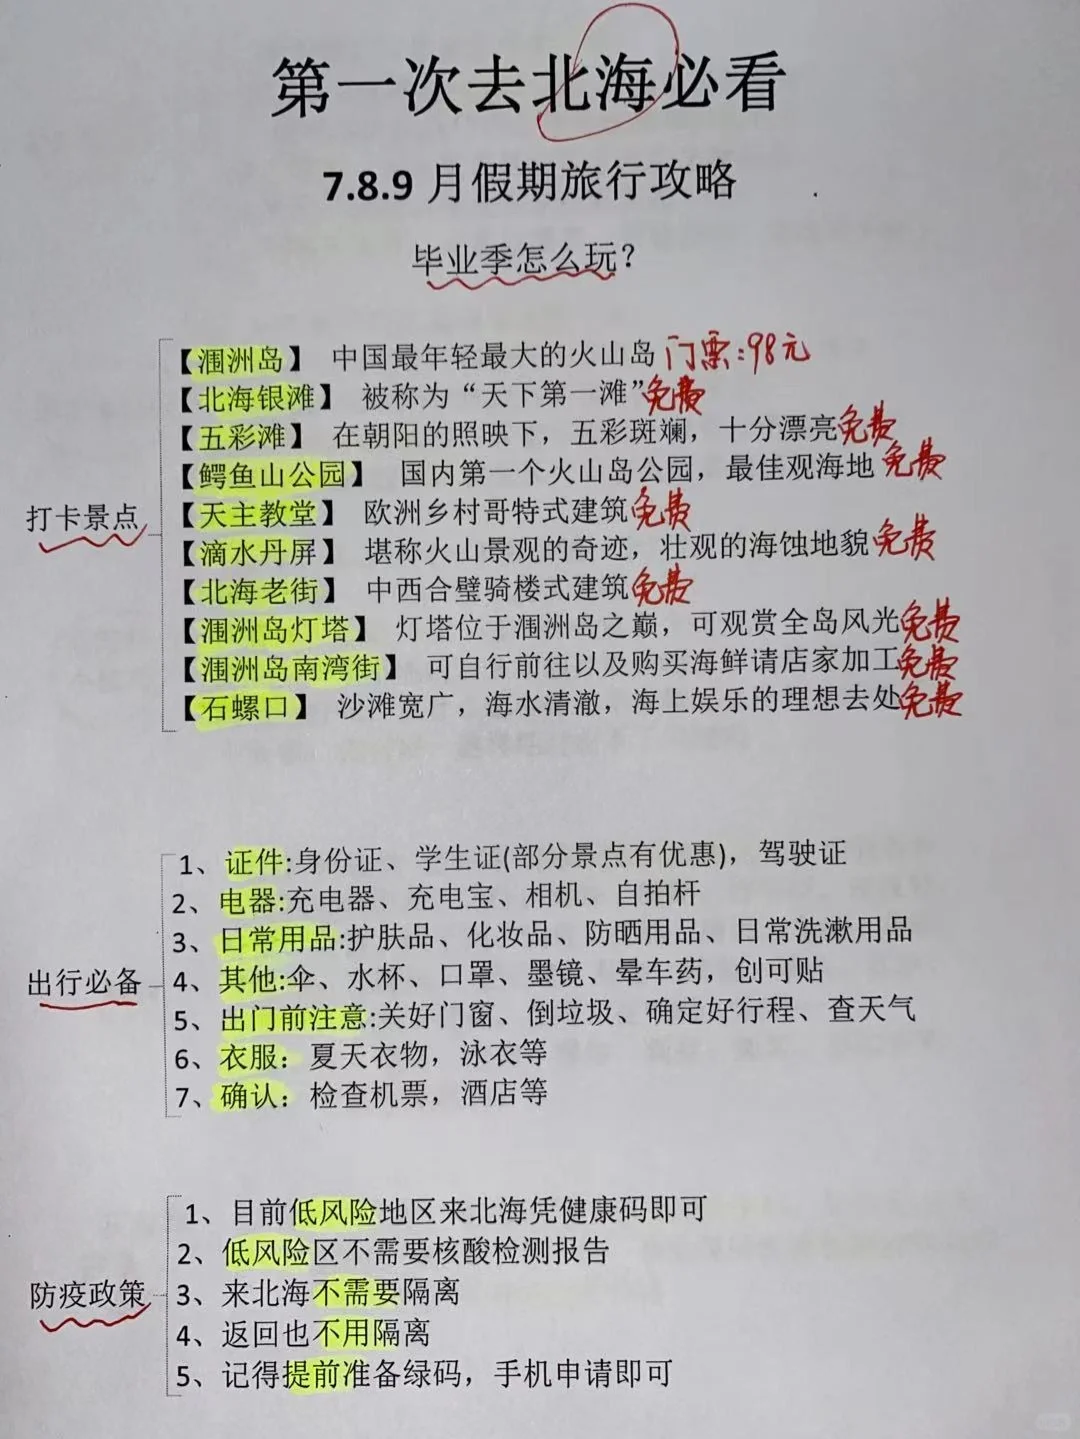 第一次去北海必看
7.8.9 月假期旅行攻略
毕业季怎么玩?
打卡景点
【涠洲岛】 中国最年轻最大的火山岛 门票:98元
【北海银滩】 被称为“天下第一滩”免费
【五彩滩】 在朝阳的照映下，五彩斑斓，十分漂亮免费
【鳄鱼山公园】 国内第一个火山岛公园，最佳观海地 免费
【天主教堂】 欧洲乡村哥特式建筑免费
【滴水丹屏】 堪称火山景观的奇迹，壮观的海蚀地貌免费
【北海老街】 中西合璧骑楼式建筑免费
【涠洲岛灯塔】 灯塔位于涠洲岛之巅，可观赏全岛风光免费
【涠洲岛南湾街】 可自行前往以及购买海鲜请店家加工免费
【石螺口】 沙滩宽广，海水清澈，海上娱乐的理想去处免费
出行必备
1、证件:身份证、学生证(部分景点有优惠)，驾驶证
2、电器:充电器、充电宝、相机、自拍杆
3、日常用品:护肤品、化妆品、防晒用品、日常洗漱用品
4、其他:伞、水杯、口罩、墨镜、晕车药，创可贴
5、出门前注意:关好门窗、倒垃圾、确定好行程、查天气
6、衣服：夏天衣物，泳衣等
7、确认：检查机票，酒店等
防疫政策
1、目前低风险地区来北海凭健康码即可
2、低风险区不需要核酸检测报告
3、来北海不需要隔离
4、返回也不用隔离
5、记得提前准备绿码，手机申请即可